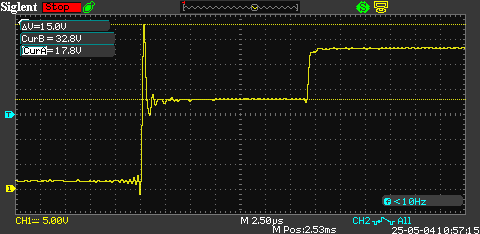 Siglent Stop
ΔV=15.0V
CurB=32.8V
CurA=17.8V
T
1
<10Hz
CH1 5.00V M 2.50µs CH2 All
M Pos:2.53ms 25-05-04 10:57:15